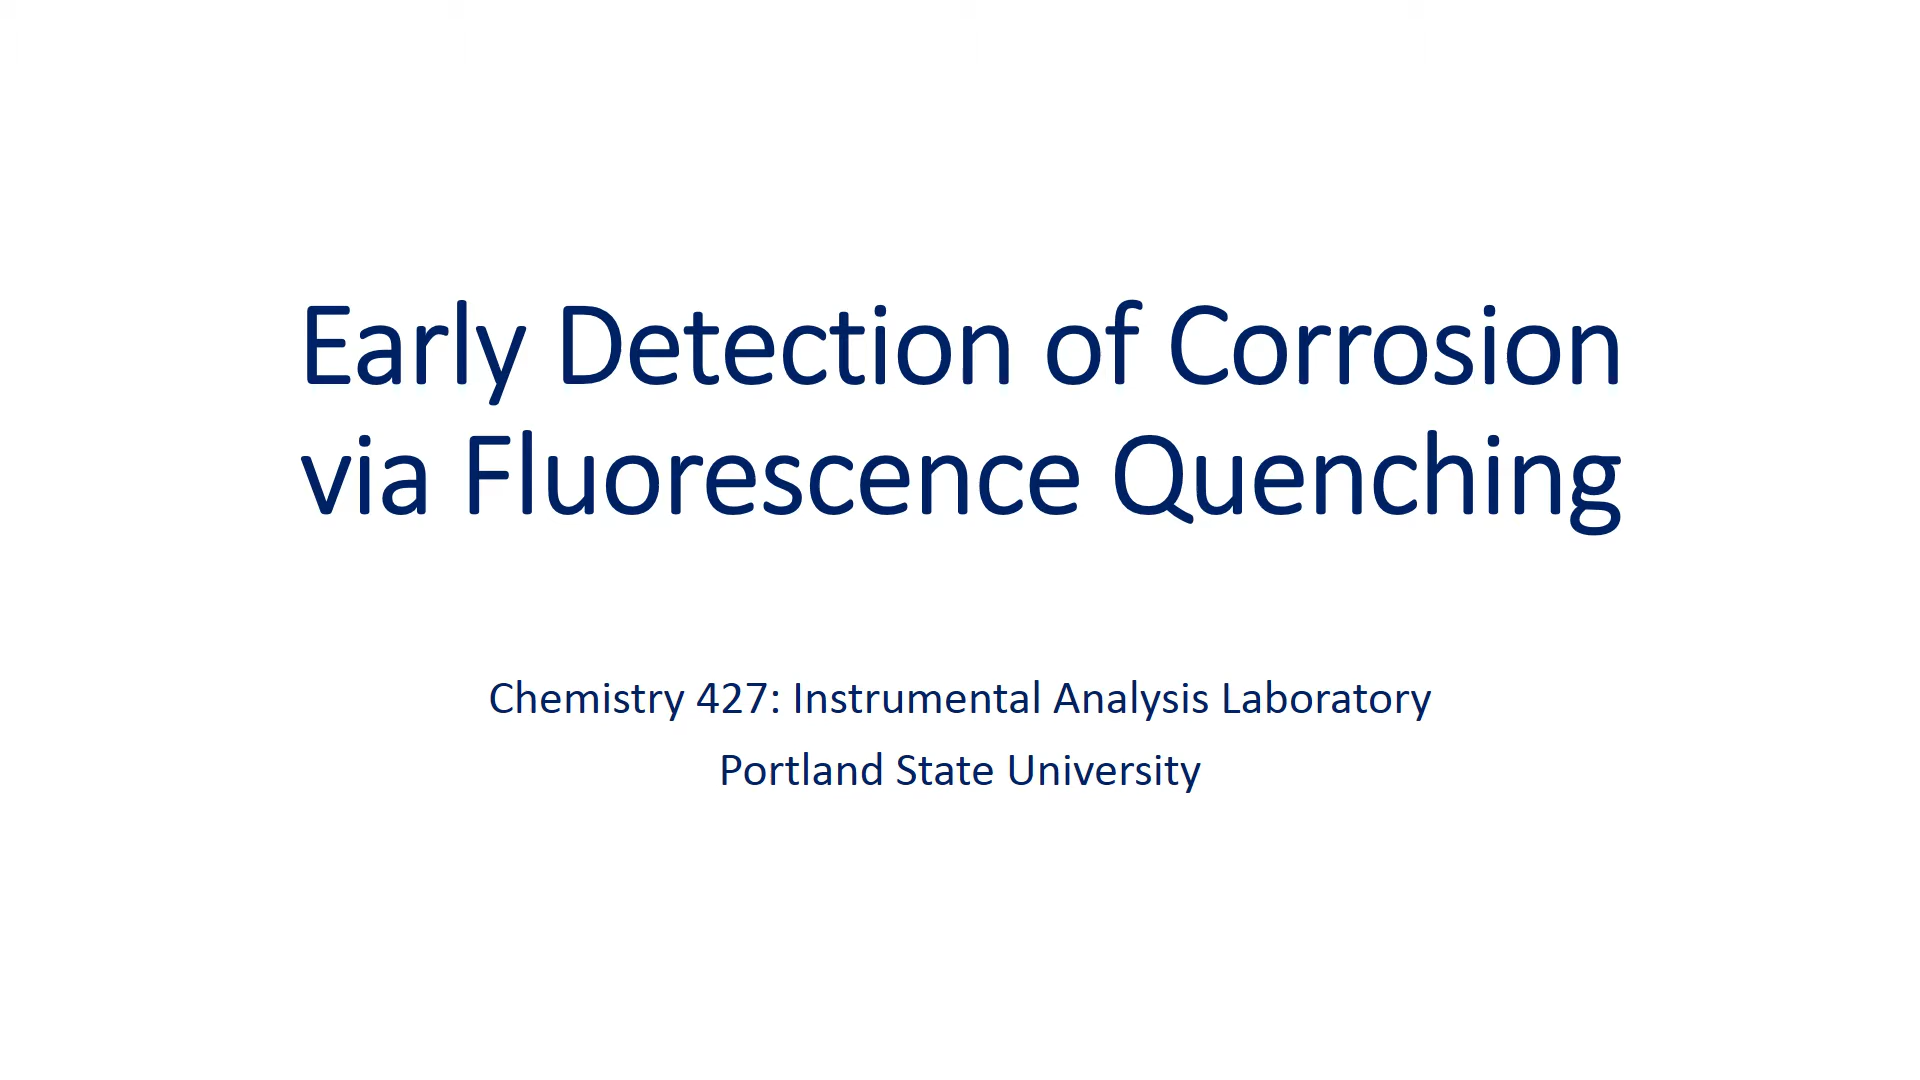 Early Detection of Corrosion
via Fluorescence Quenching
Chemistry 427: Instrumental Analysis Laboratory
Portland State University